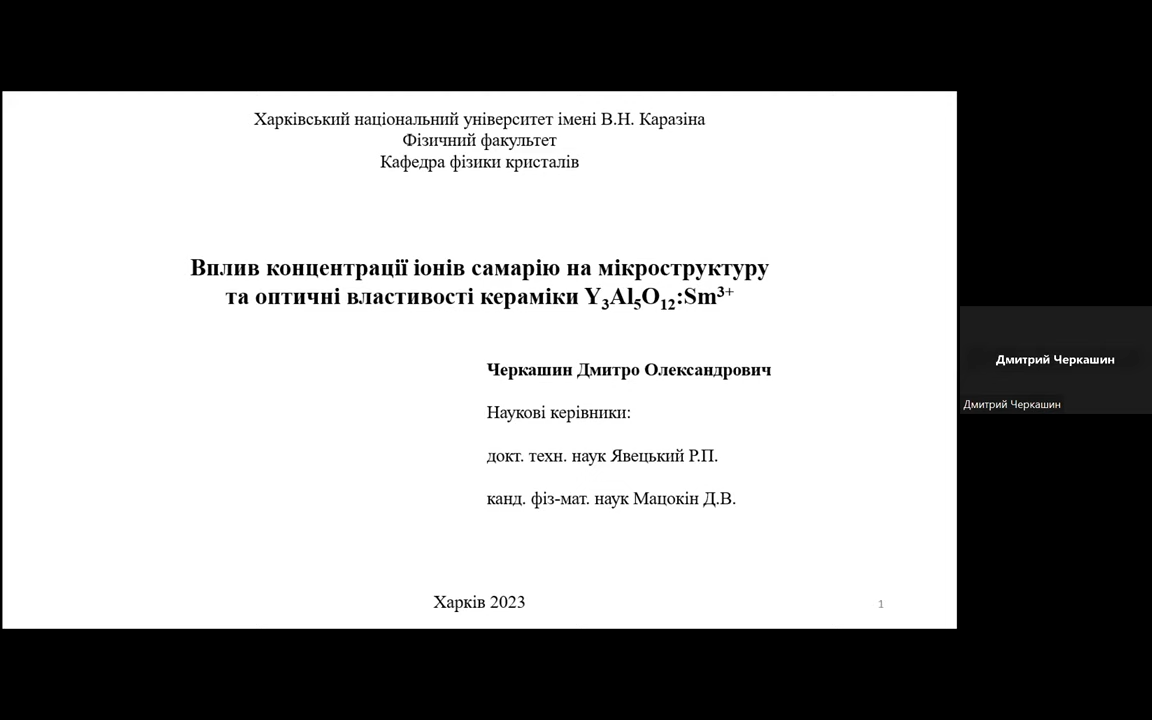 Харківський національний університет імені В.Н. Каразіна
Фізичний факультет
Кафедра фізики кристалів
Вплив концентрації іонів самарію на мікроструктуру
та оптичні властивості кераміки Y₃Al₅O₁₂:Sm³⁺
Черкашин Дмитро Олександрович
Наукові керівники:
докт. техн. наук Явецький Р.П.
канд. фіз-мат. наук Мацокін Д.В.
Харків 2023
1
Дмитрий Черкашин
Дмитрий Черкашин